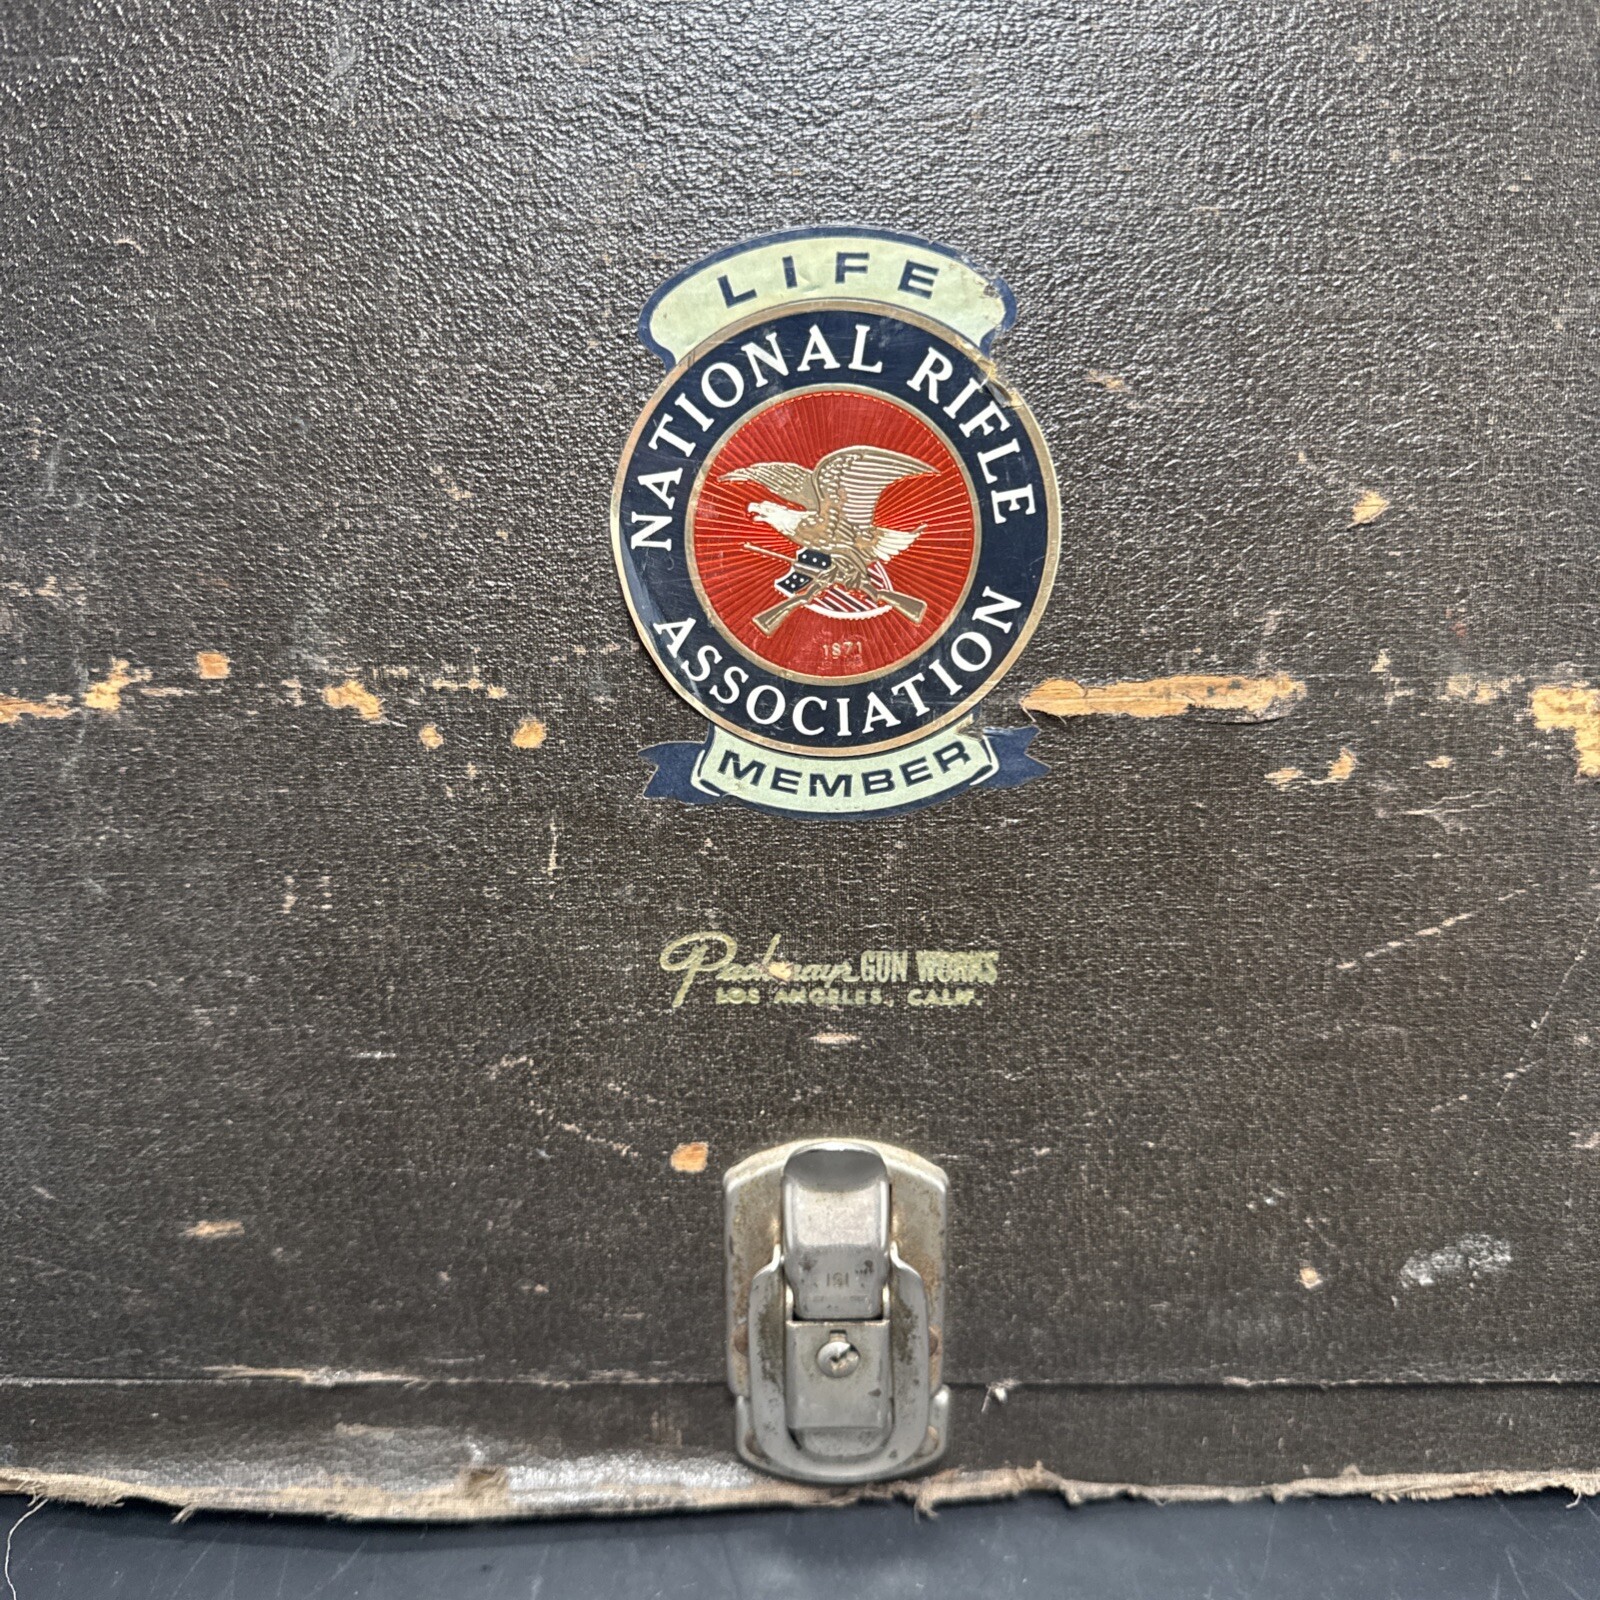 LIFE
NATIONAL RIFLE
ASSOCIATION
1871
MEMBER
Pachmayr GUN WORKS
LOS ANGELES, CALIF.